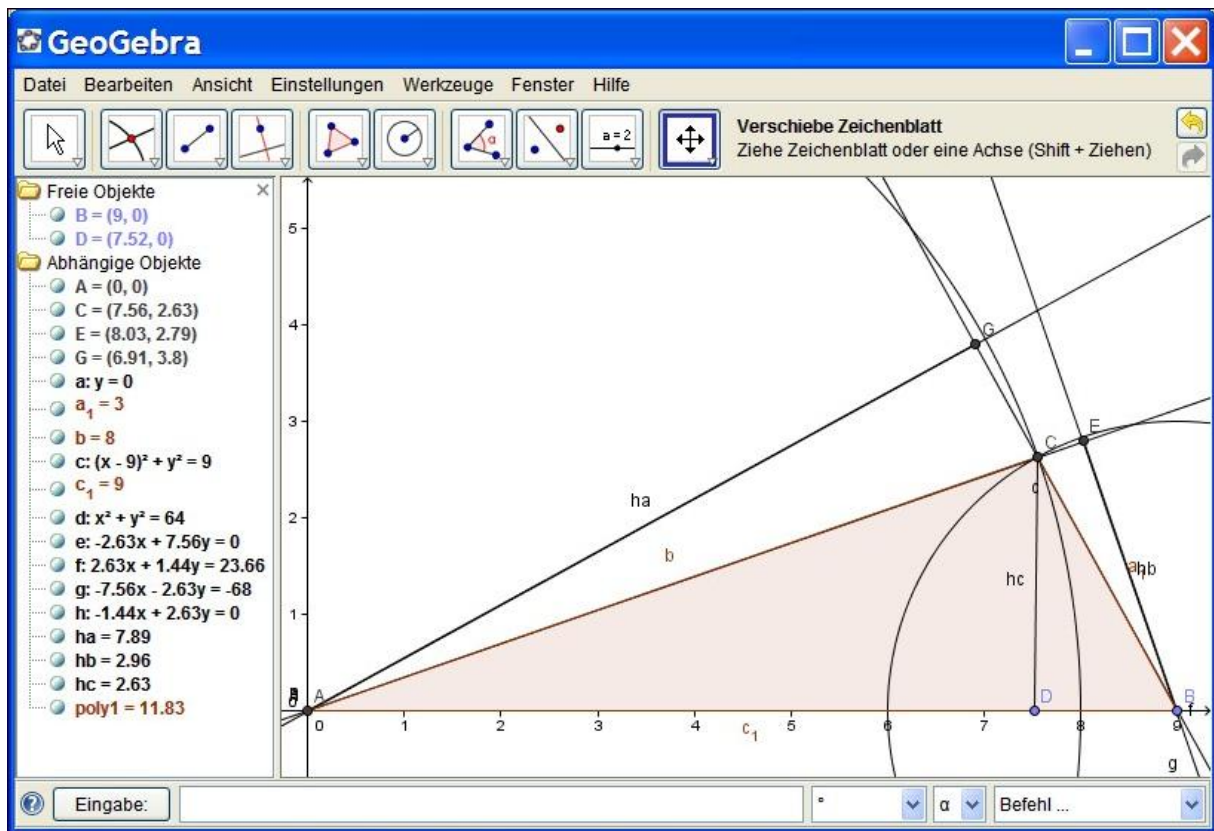 GeoGebra
Datei Bearbeiten Ansicht Einstellungen Werkzeuge Fenster Hilfe
a = 2
α
Verschiebe Zeichenblatt
Ziehe Zeichenblatt oder eine Achse (Shift + Ziehen)
Freie Objekte
B = (9, 0)
D = (7.52, 0)
Abhängige Objekte
A = (0, 0)
C = (7.56, 2.63)
E = (8.03, 2.79)
G = (6.91, 3.8)
a: y = 0
a₁ = 3
b = 8
c: (x - 9)² + y² = 9
c₁ = 9
d: x² + y² = 64
e: -2.63x + 7.56y = 0
f: 2.63x + 1.44y = 23.66
g: -7.56x - 2.63y = -68
h: -1.44x + 2.63y = 0
ha = 7.89
hb = 2.96
hc = 2.63
poly1 = 11.83
5
4
G
3
C
E
c
2
ha
b
hc
a₁
hb
1
A
D
B
f
0 1 2 3 4 5 6 7 8 9
c₁
g
Eingabe:
°
α
Befehl ...